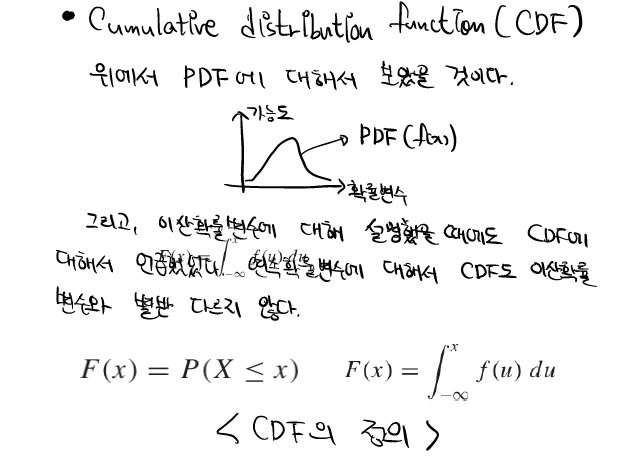 • Cumulative distribution function (CDF)
위에서 PDF에 대해서 보았을 것이다.
가능도
PDF (f(x))
확률변수
그리고, 이산확률변수에 대해 설명했을 때에도 CDF에
대해서 언급했었다. 연속확률변수에 대해서 CDF도 이산확률
변수와 별반 다르지 않다.
F(x) = P(X ≤ x) F(x) = ∫_{-∞}^{x} f(u) du
< CDF의 정의 >